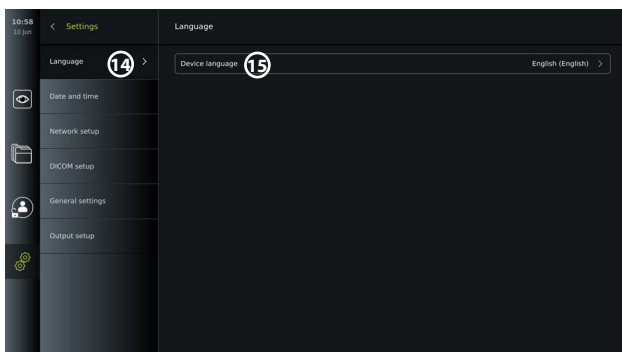 10:58
10 Jun
Settings
Language
Language
14
Device language
15
English (English)
Date and time
Network setup
DICOM setup
General settings
Output setup